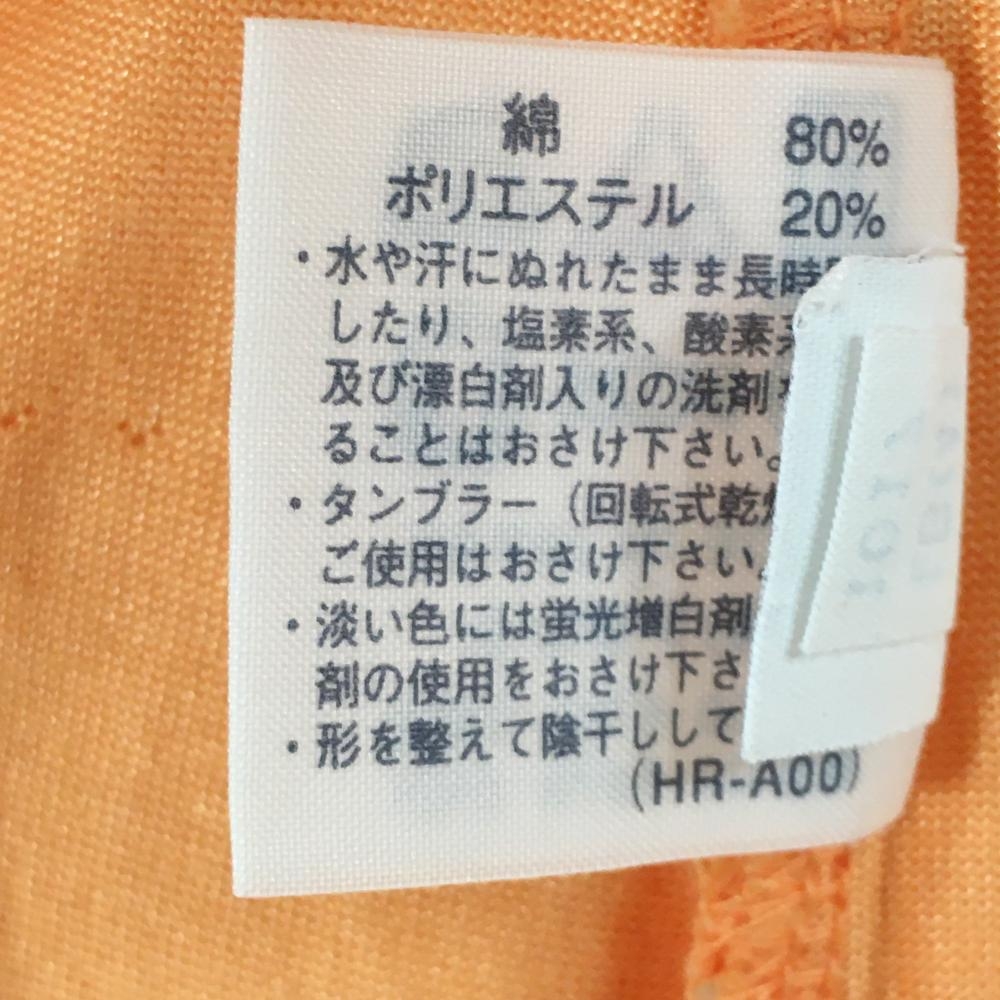 綿 80%
ポリエステル 20%
・水や汗にぬれたまま長時
したり、塩素系、酸素
及び漂白剤入りの洗剤
ることはおさけ下さい。
・タンブラー（回転式乾
ご使用はおさけ下さい。
・淡い色には蛍光増白剤
剤の使用をおさけ下さ
・形を整えて陰干しして
(HR-A00)